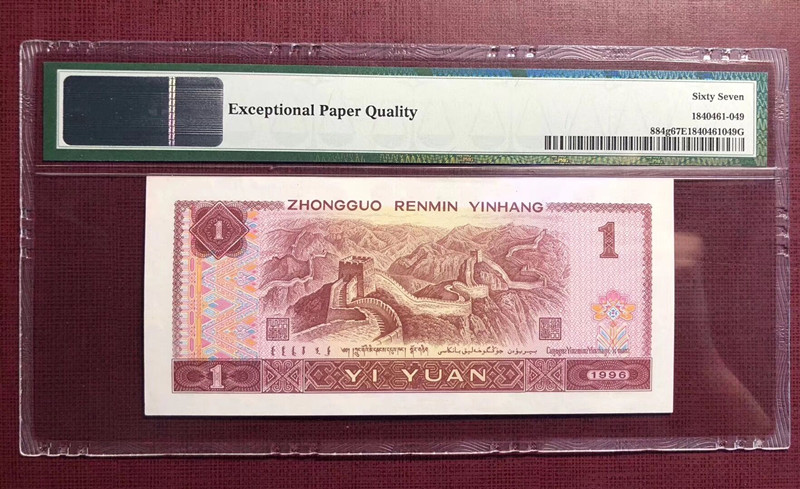 Exceptional Paper Quality
Sixty Seven
1840461-049
884g67E1840461049G
ZHONGGUO RENMIN YINHANG
1
1
1
YI YUAN
1996